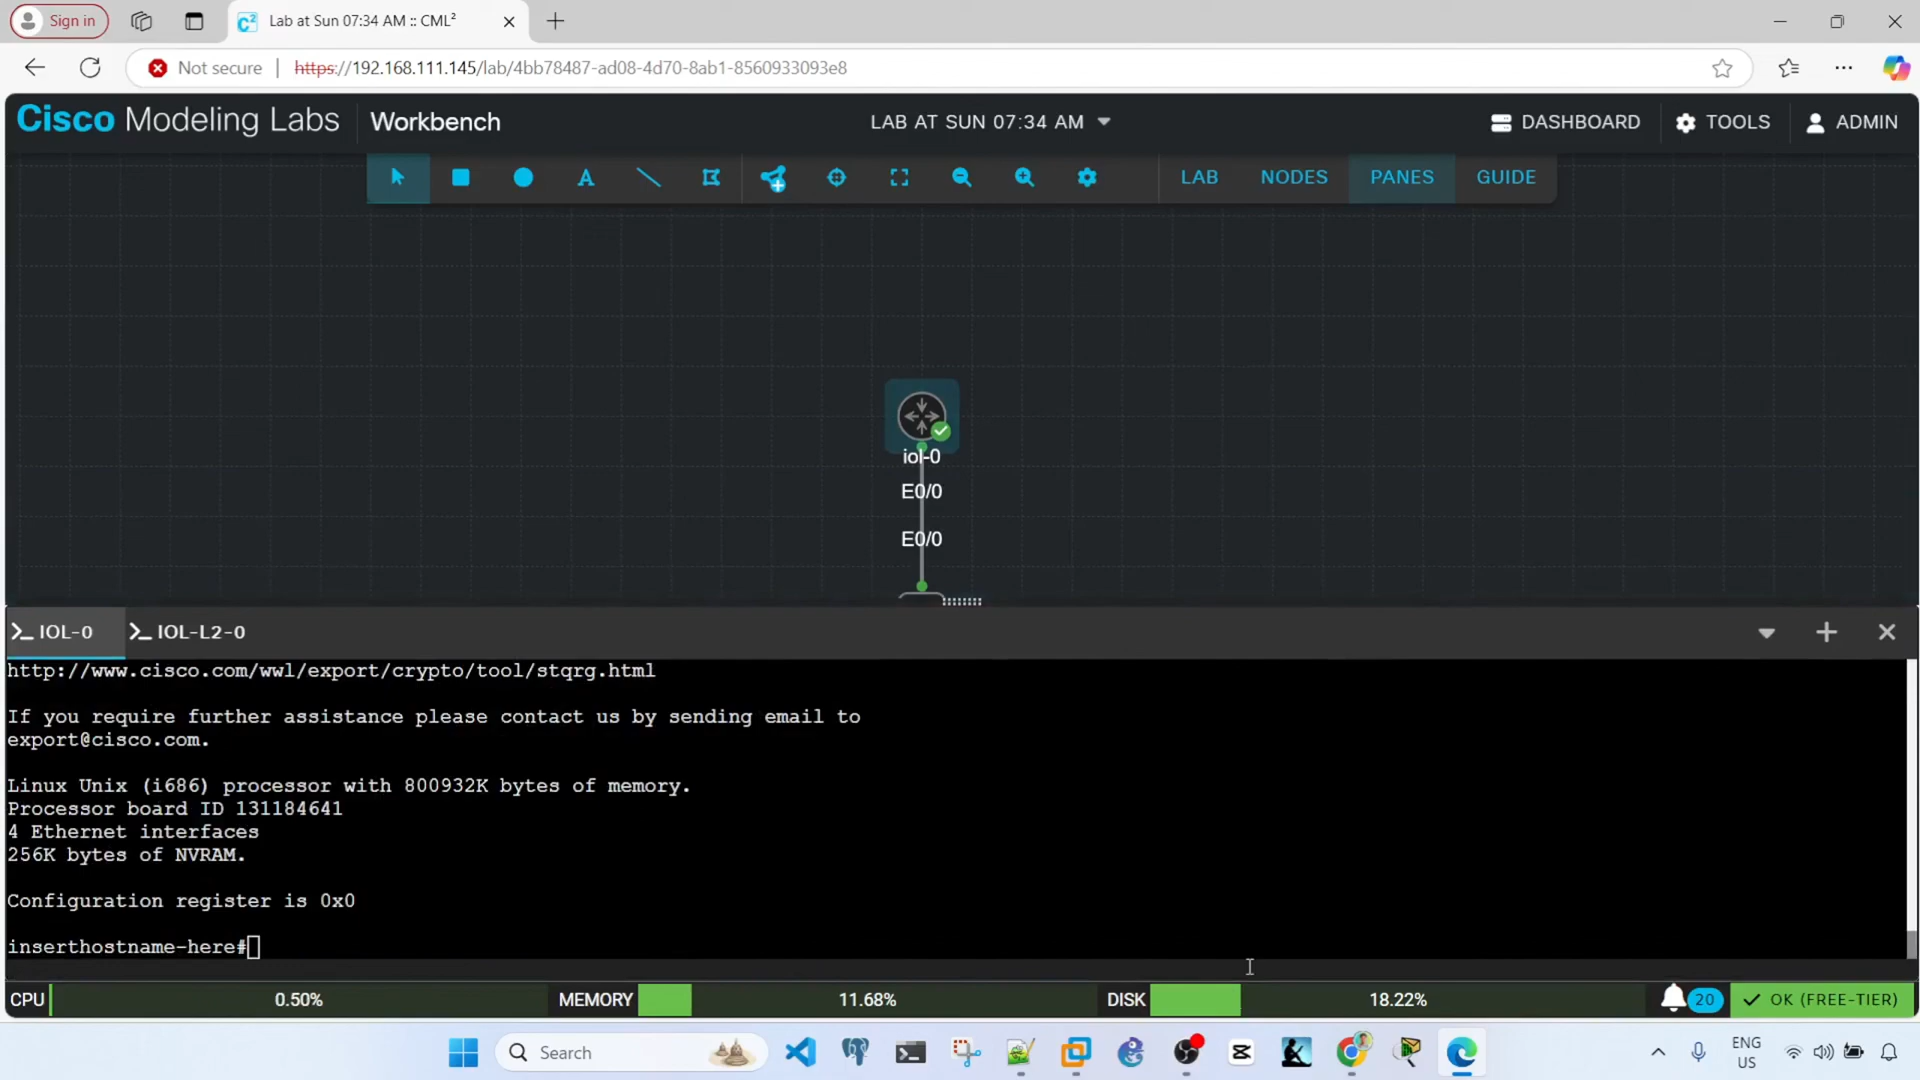 Sign in
Lab at Sun 07:34 AM :: CML²
Not secure
https://192.168.111.145/lab/4bb78487-ad08-4d70-8ab1-8560933093e8
Cisco Modeling Labs
Workbench
LAB AT SUN 07:34 AM
DASHBOARD
TOOLS
ADMIN
LAB
NODES
PANES
GUIDE
iol-0
E0/0
E0/0
IOL-0
IOL-L2-0
http://www.cisco.com/wwl/export/crypto/tool/stqrg.html
If you require further assistance please contact us by sending email to
export@cisco.com.
Linux Unix (i686) processor with 800932K bytes of memory.
Processor board ID 131184641
4 Ethernet interfaces
256K bytes of NVRAM.
Configuration register is 0x0
inserthostname-here#
CPU 0.50% MEMORY 11.68% DISK 18.22% 20 OK (FREE-TIER)
Search
ENG
US